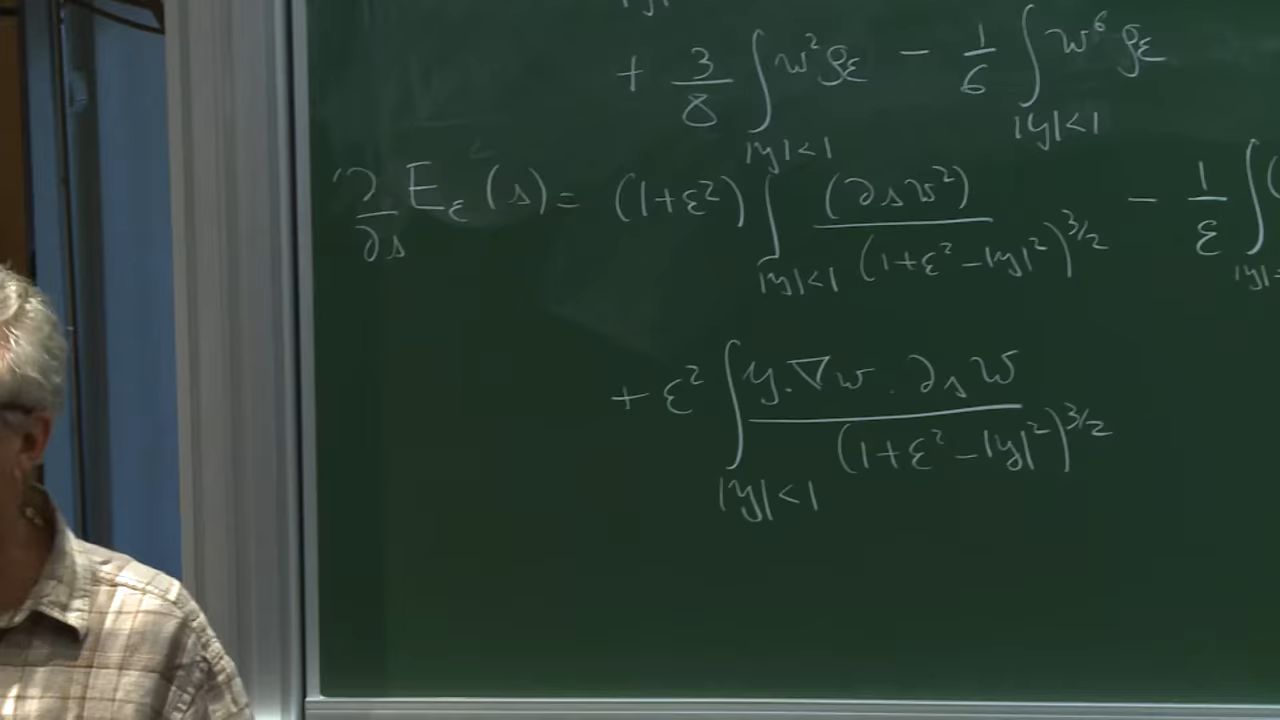 + 3/8 ∫_{|y|<1} w² ρ_ε − 1/6 ∫_{|y|<1} w⁶ ρ_ε
∂/∂s E_ε(s) = (1+ε²) ∫_{|y|<1} (∂_s w²) / (1+ε²−|y|²)^{3/2} − 1/ε ∫
+ ε² ∫_{|y|<1} y.∇w . ∂_s w / (1+ε²−|y|²)^{3/2}